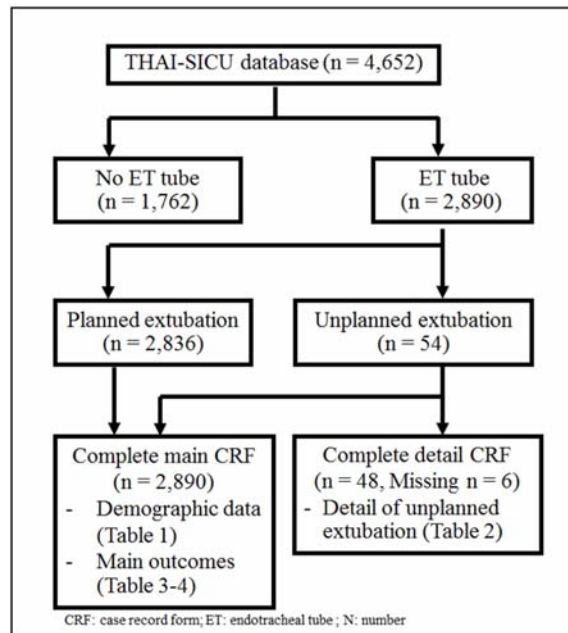 THAI-SICU database (n = 4,652)
No ET tube
(n = 1,762)
ET tube
(n = 2,890)
Planned extubation
(n = 2,836)
Unplanned extubation
(n = 54)
Complete main CRF
(n = 2,890)
- Demographic data
(Table 1)
- Main outcomes
(Table 3-4)
Complete detail CRF
(n = 48, Missing n = 6)
- Detail of unplanned
extubation (Table 2)
CRF: case record form; ET: endotracheal tube ; N: number